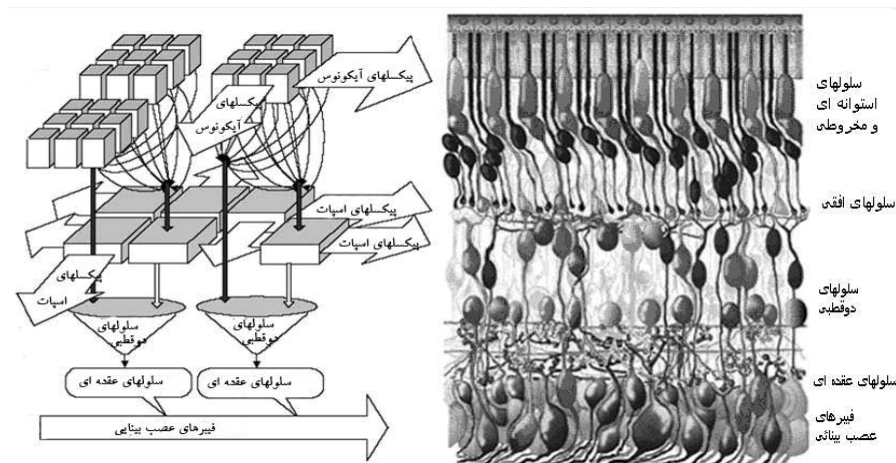 پیکسلهای آیکونوس
پیکسلهای
آیکونوس
پیکسلهای اسپات
پیکسلهای اسپات
پیکسلهای
اسپات
سلولهای
دوقطبی
سلولهای
دوقطبی
سلولهای عقده ای
سلولهای عقده ای
فیبرهای عصب بینایی
سلولهای
استوانه ای
و مخروطی
سلولهای افقی
سلولهای
دوقطبی
سلولهای عقده ای
فیبرهای
عصب بینائی